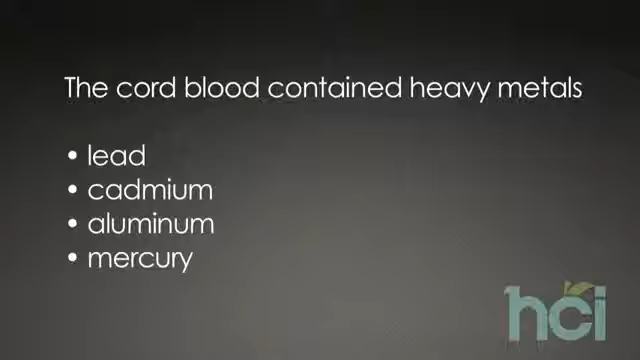 The cord blood contained heavy metals
• lead
• cadmium
• aluminum
• mercury
hci